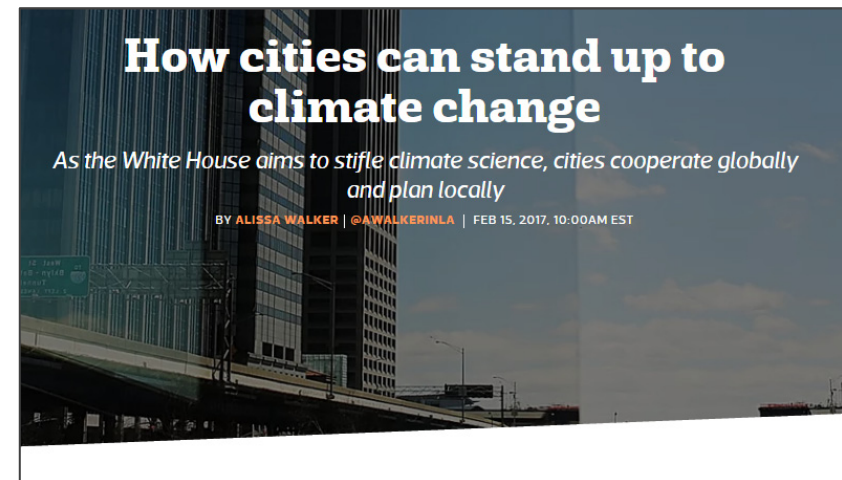 How cities can stand up to
climate change
As the White House aims to stifle climate science, cities cooperate globally
and plan locally
BY ALISSA WALKER | @AWALKERINLA | FEB 15, 2017, 10:00AM EST